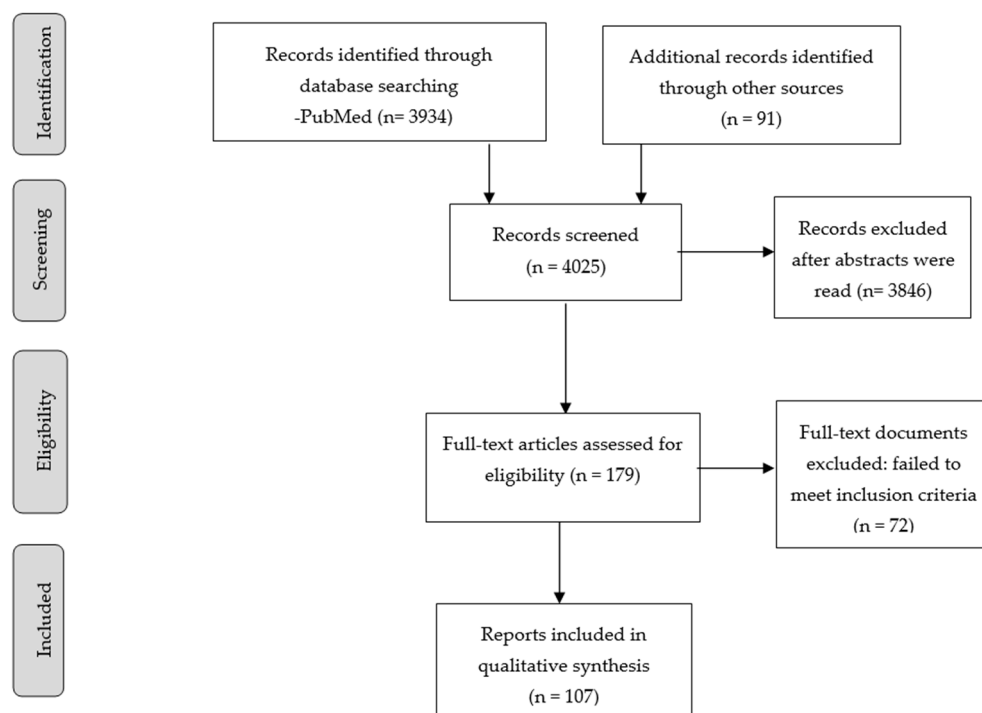 Identification
Records identified through
database searching
-PubMed (n= 3934)
Additional records identified
through other sources
(n = 91)
Screening
Records screened
(n = 4025)
Records excluded
after abstracts were
read (n= 3846)
Eligibility
Full-text articles assessed for
eligibility (n = 179)
Full-text documents
excluded: failed to
meet inclusion criteria
(n = 72)
Included
Reports included in
qualitative synthesis
(n = 107)